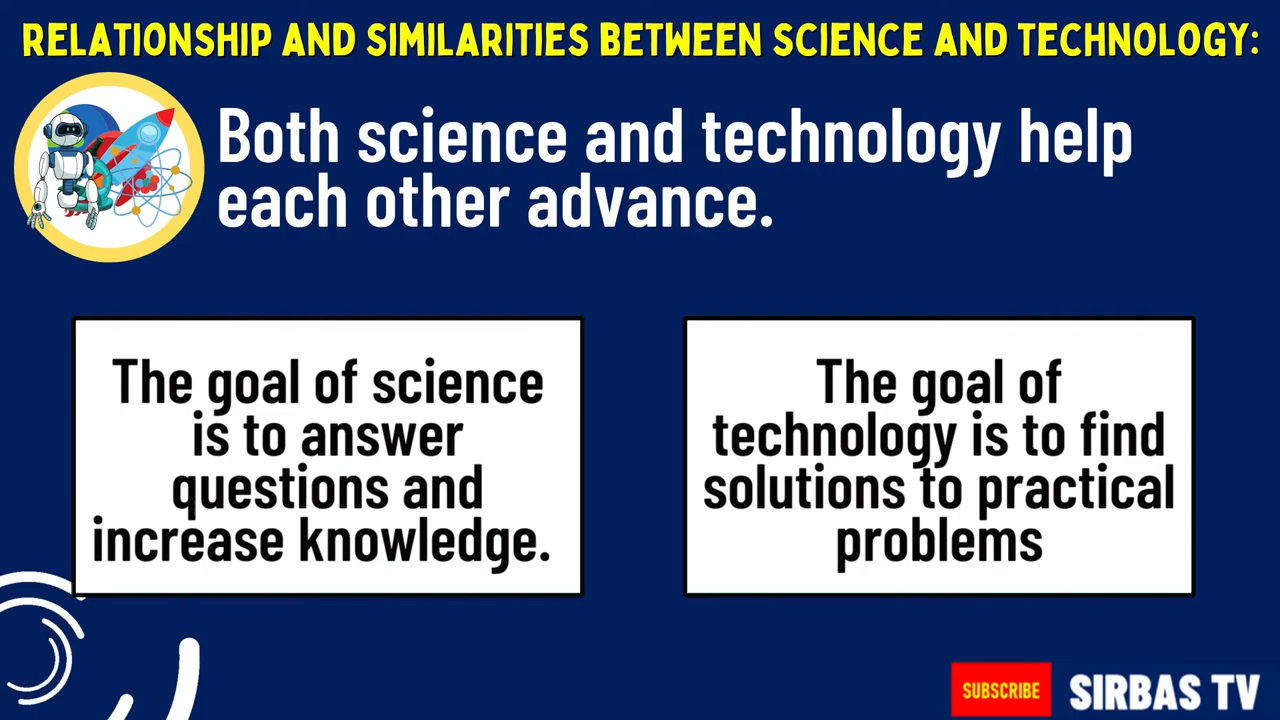 RELATIONSHIP AND SIMILARITIES BETWEEN SCIENCE AND TECHNOLOGY:
Both science and technology help
each other advance.
The goal of science
is to answer
questions and
increase knowledge.
The goal of
technology is to find
solutions to practical
problems
SUBSCRIBE
SIRBAS TV